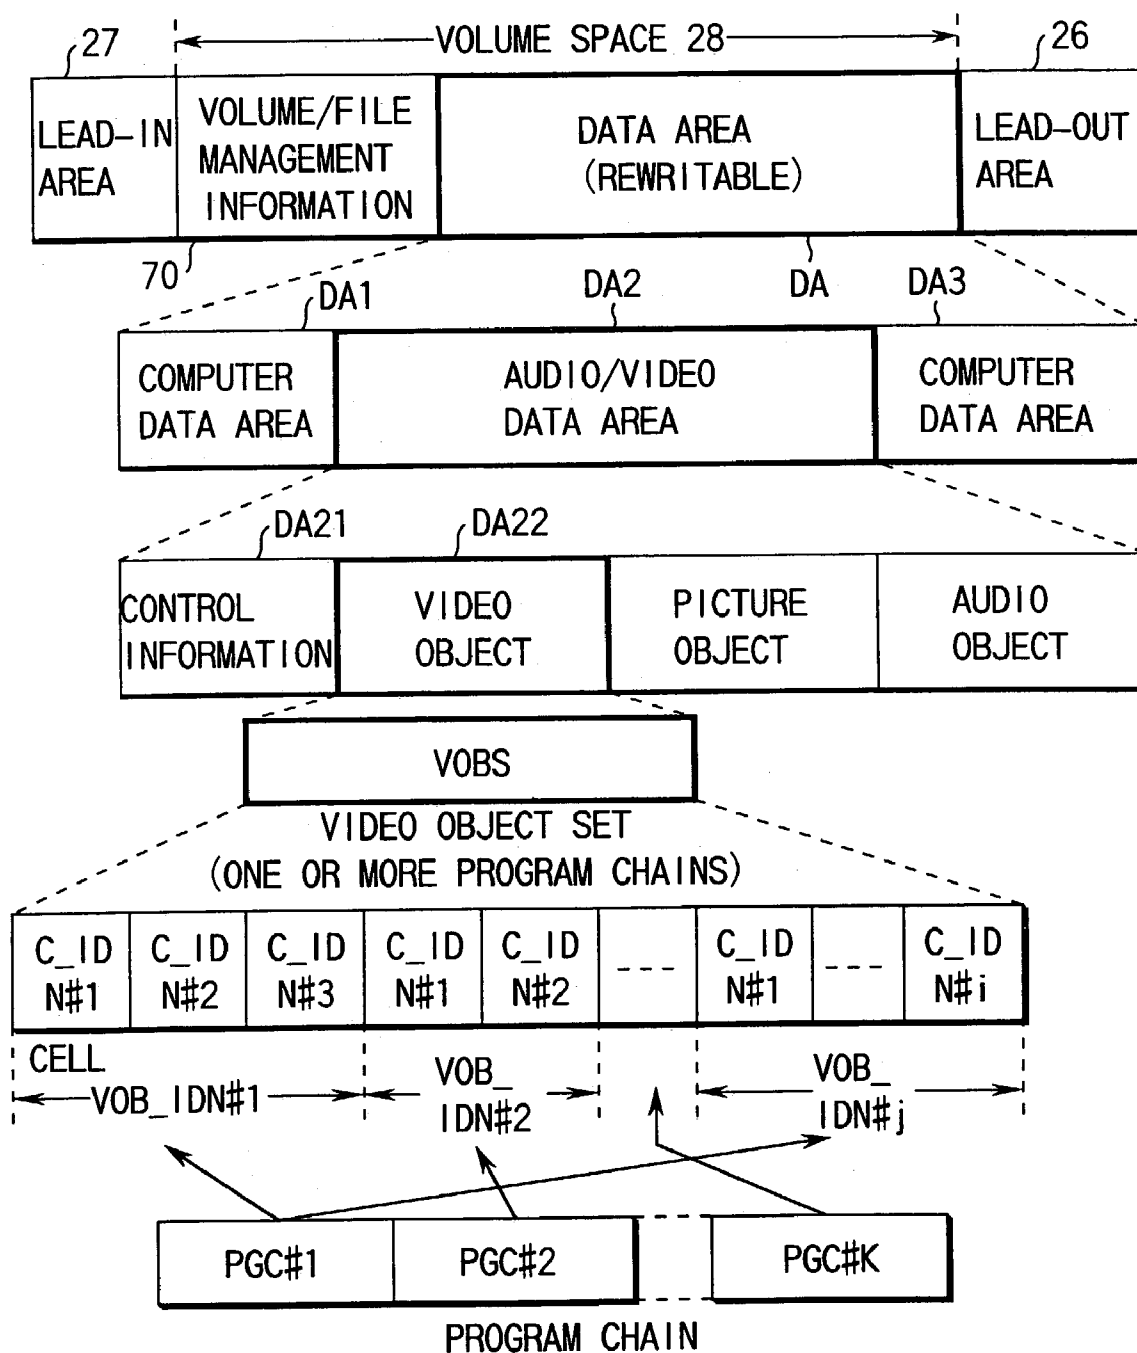 VOLUME SPACE 28
27
26
LEAD-IN
AREA
VOLUME/FILE
MANAGEMENT
INFORMATION
DATA AREA
(REWRITABLE)
LEAD-OUT
AREA
70
DA1
DA2
DA
DA3
COMPUTER
DATA AREA
AUDIO/VIDEO
DATA AREA
COMPUTER
DATA AREA
DA21
DA22
CONTROL
INFORMATION
VIDEO
OBJECT
PICTURE
OBJECT
AUDIO
OBJECT
VOBS
VIDEO OBJECT SET
(ONE OR MORE PROGRAM CHAINS)
C_ID
N#1
C_ID
N#2
C_ID
N#3
C_ID
N#1
C_ID
N#2
----
C_ID
N#1
---
C_ID
N#i
CELL
VOB_IDN#1
VOB_
IDN#2
VOB_
IDN#j
PGC#1
PGC#2
PGC#K
PROGRAM CHAIN